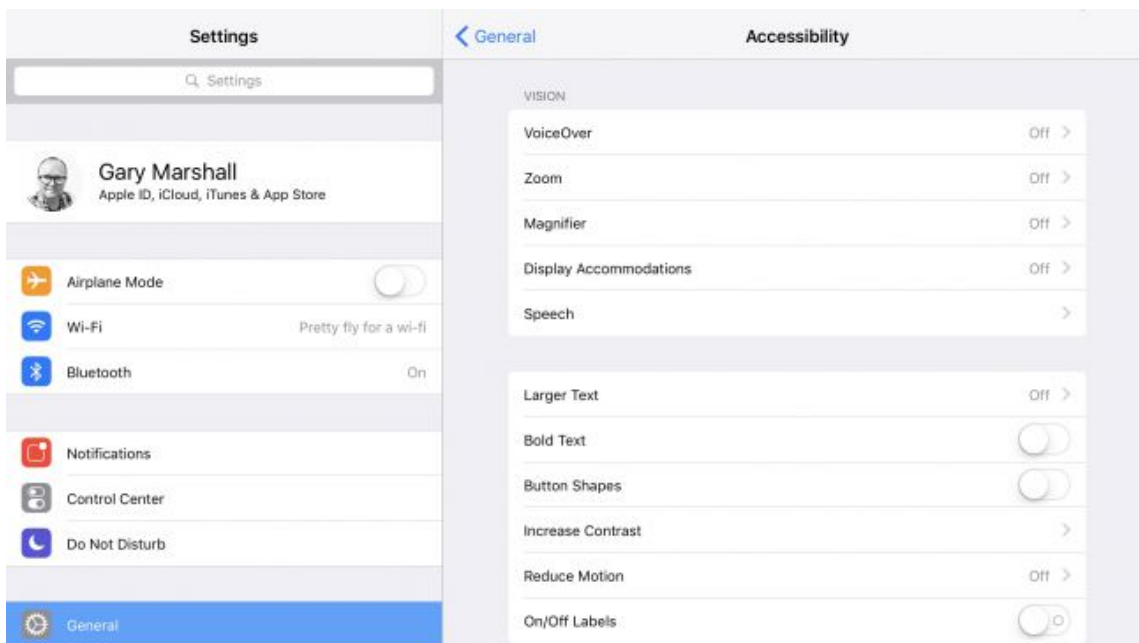 Settings
Settings
Gary Marshall
Apple ID, iCloud, iTunes & App Store
Airplane Mode
Wi-Fi Pretty fly for a wi-fi
Bluetooth On
Notifications
Control Center
Do Not Disturb
General
General Accessibility
VISION
VoiceOver Off
Zoom Off
Magnifier Off
Display Accommodations Off
Speech
Larger Text Off
Bold Text
Button Shapes
Increase Contrast
Reduce Motion Off
On/Off Labels